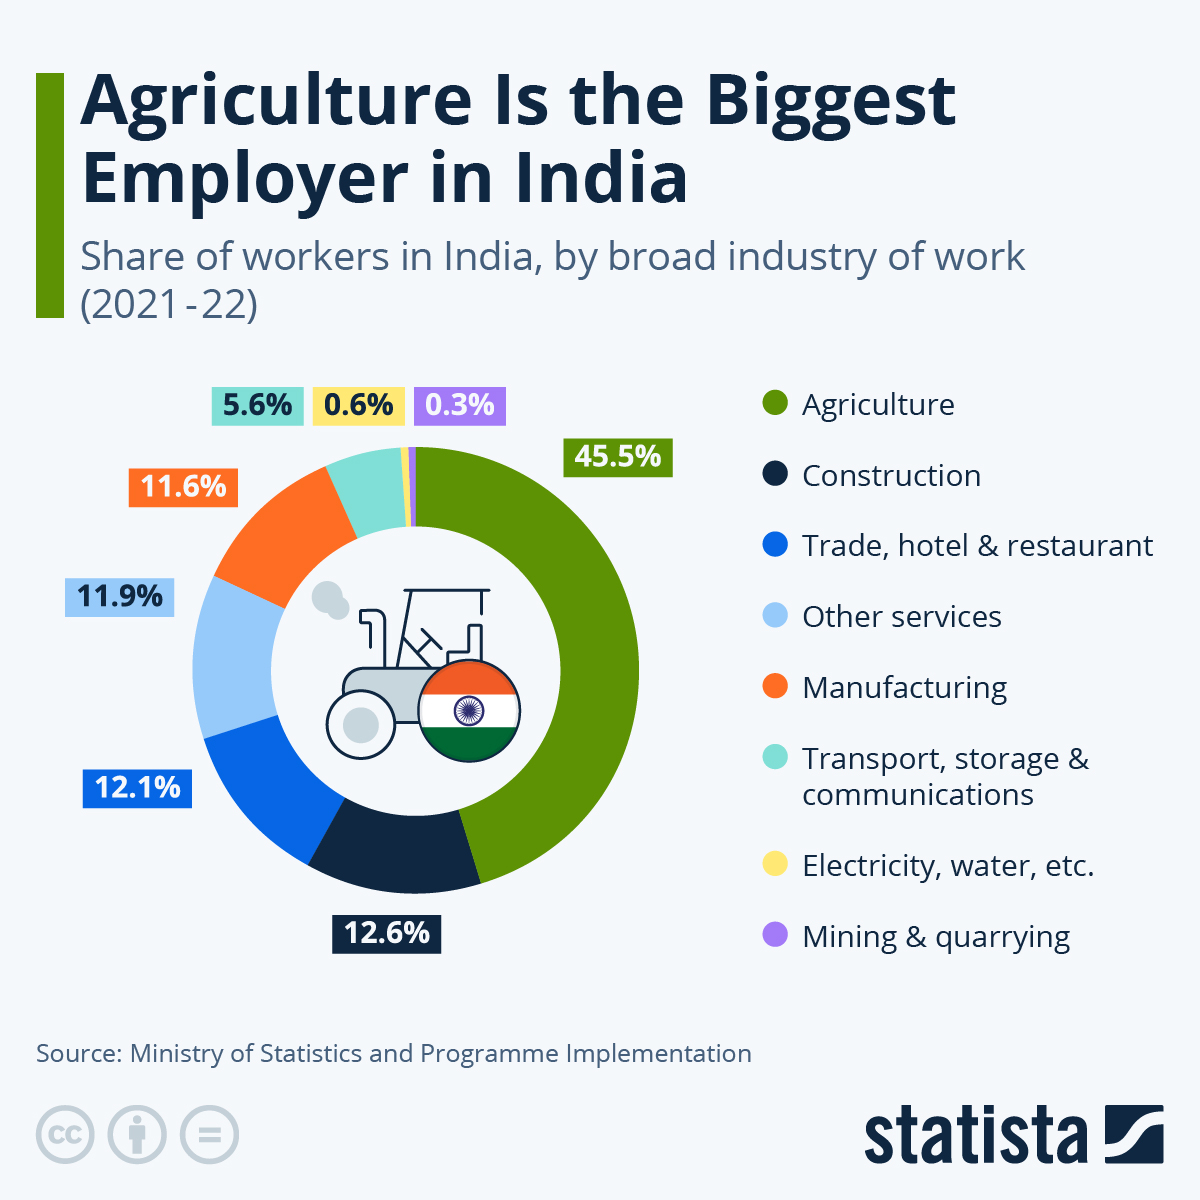 Agriculture Is the Biggest
Employer in India
Share of workers in India, by broad industry of work
(2021-22)
5.6%
0.6%
0.3%
45.5%
11.6%
11.9%
12.1%
12.6%
Agriculture
Construction
Trade, hotel & restaurant
Other services
Manufacturing
Transport, storage &
communications
Electricity, water, etc.
Mining & quarrying
Source: Ministry of Statistics and Programme Implementation
cc
statista